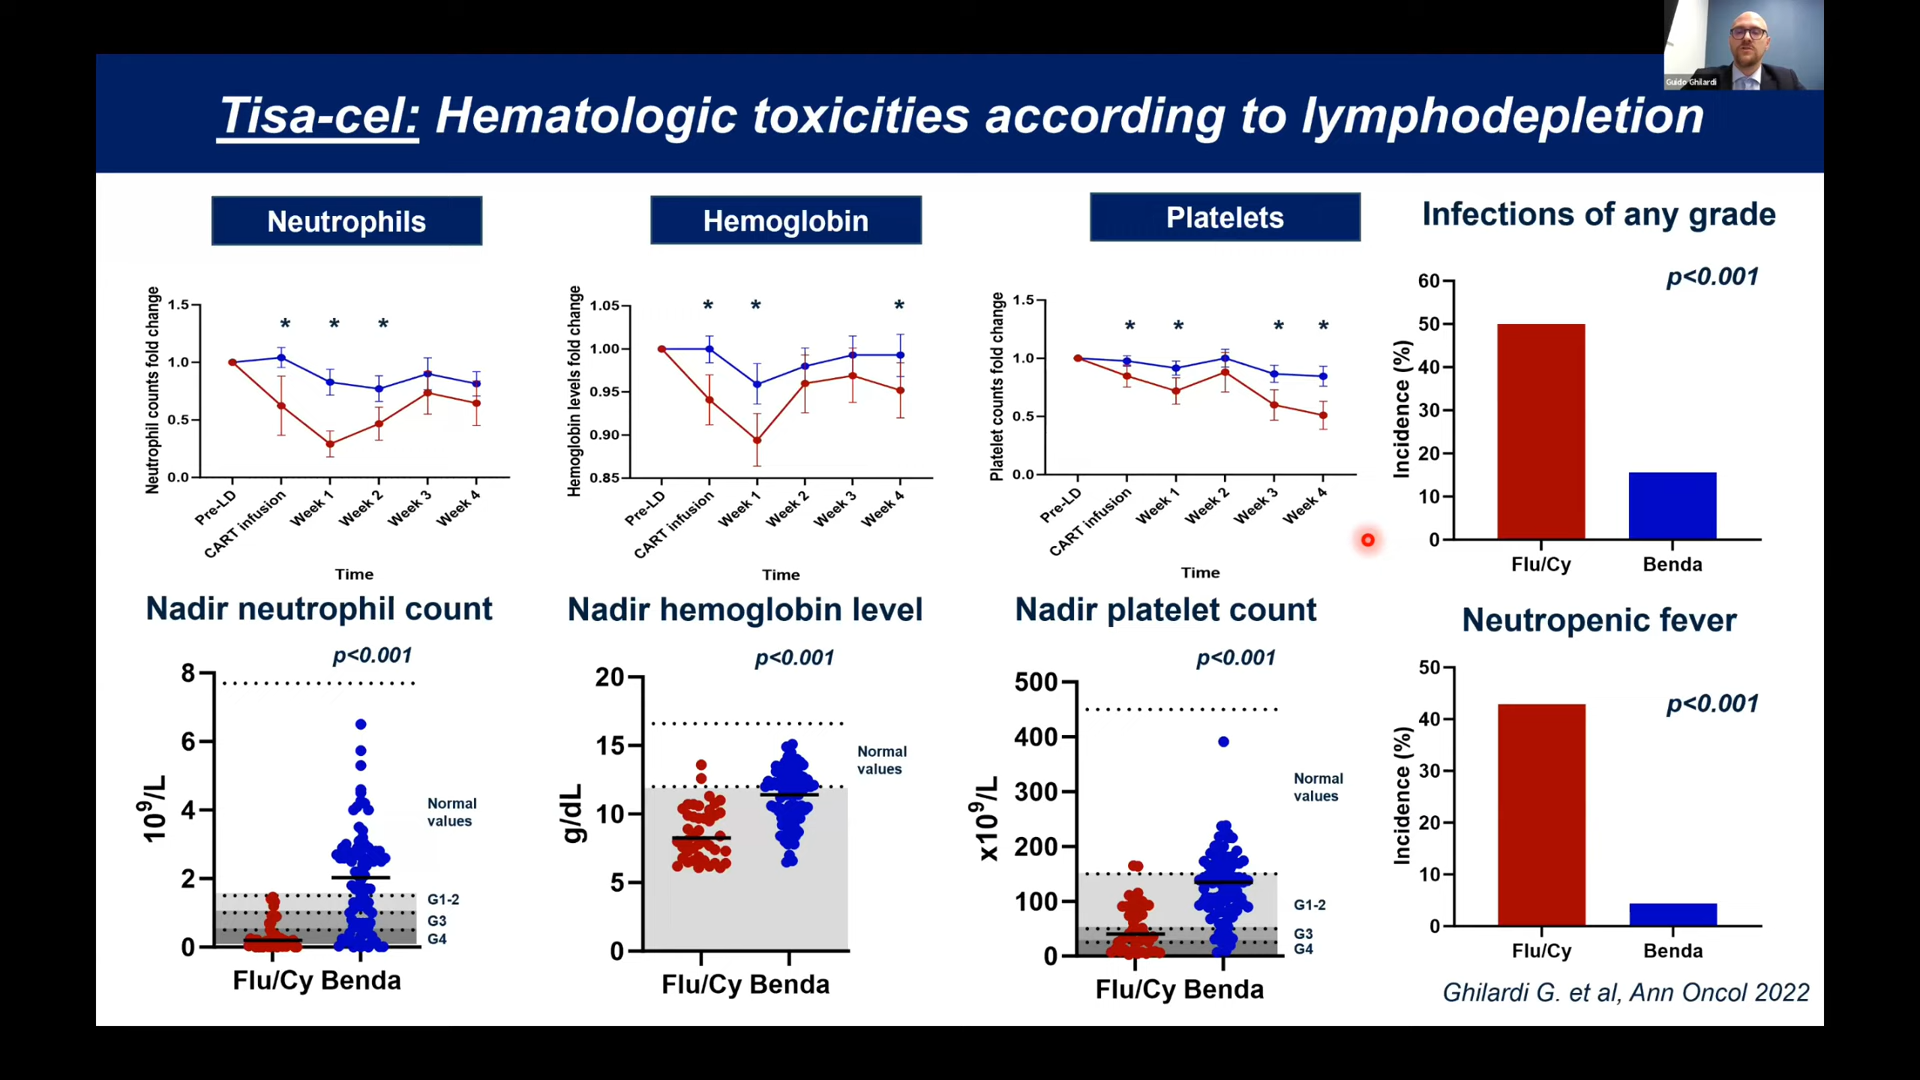 Guido Ghilardi
Tisa-cel: Hematologic toxicities according to lymphodepletion
Neutrophils
Neutrophil counts fold change
1.5
1.0
0.5
0.0
* * *
Pre-LD
CART infusion
Week 1
Week 2
Week 3
Week 4
Time
Hemoglobin
Hemoglobin levels fold change
1.05
1.00
0.95
0.90
0.85
* * *
Pre-LD
CART infusion
Week 1
Week 2
Week 3
Week 4
Time
Platelets
Platelet counts fold change
1.5
1.0
0.5
0.0
* * * *
Pre-LD
CART infusion
Week 1
Week 2
Week 3
Week 4
Time
Infections of any grade
p<0.001
Incidence (%)
60
50
40
30
20
10
0
Flu/Cy Benda
Nadir neutrophil count
p<0.001
10⁹/L
8
6
4
2
0
Normal
values
G1-2
G3
G4
Flu/Cy Benda
Nadir hemoglobin level
p<0.001
g/dL
20
15
10
5
0
Normal
values
Flu/Cy Benda
Nadir platelet count
p<0.001
x10⁹/L
500
400
300
200
100
0
Normal
values
G1-2
G3
G4
Flu/Cy Benda
Neutropenic fever
p<0.001
Incidence (%)
50
40
30
20
10
0
Flu/Cy Benda
Ghilardi G. et al, Ann Oncol 2022